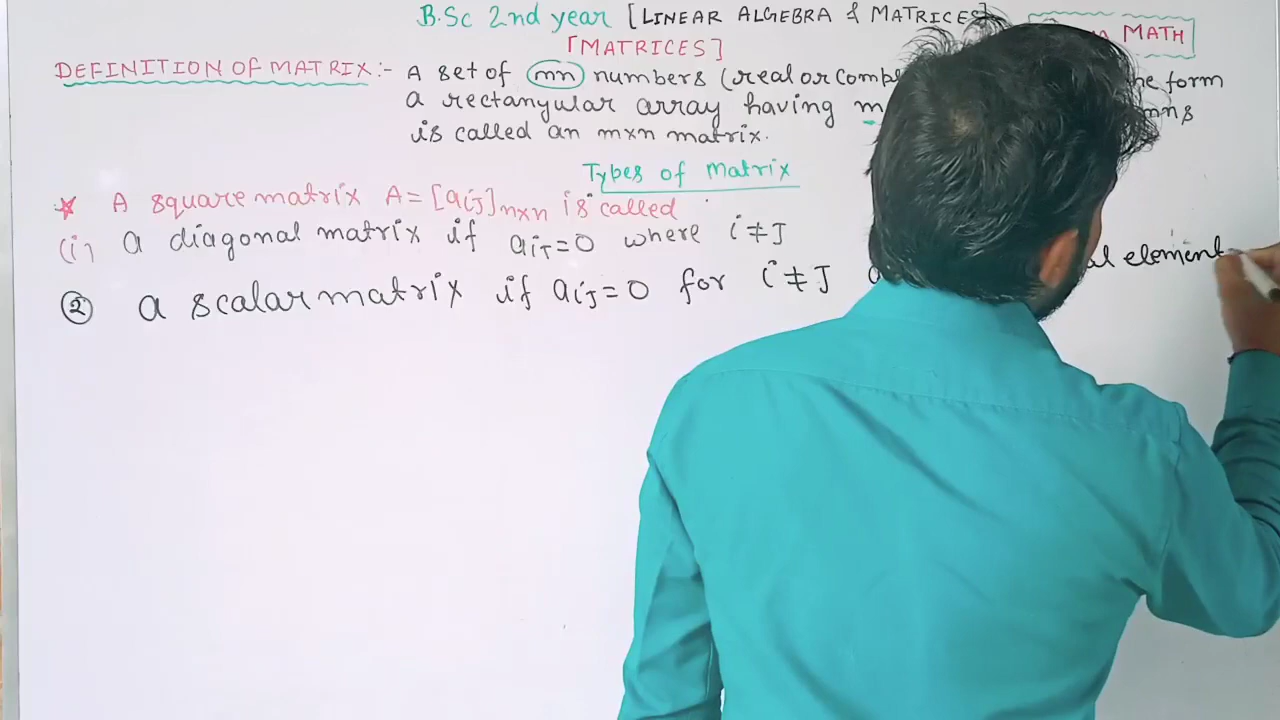 B.Sc 2nd year [LINEAR ALGEBRA & MATRICES]
MATH
[MATRICES]
DEFINITION OF MATRIX:- A set of mn numbers (real or the form
a rectangular array having
is called an mxn matrix.
Types of Matrix
* A square matrix A = [aij]nxn is called
(i) a diagonal matrix if aij=0 where i≠J
② a scalar matrix if aij=0 for i≠J element